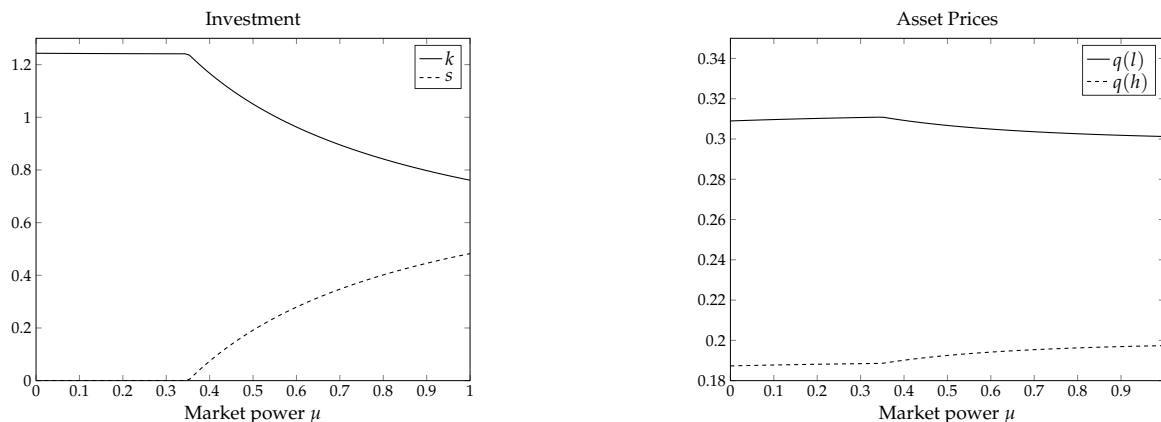 Investment
k
s
1.2
1
0.8
0.6
0.4
0.2
0
0 0.1 0.2 0.3 0.4 0.5 0.6 0.7 0.8 0.9 1
Market power μ
Asset Prices
q(l)
q(h)
0.34
0.32
0.3
0.28
0.26
0.24
0.22
0.2
0.18
0 0.1 0.2 0.3 0.4 0.5 0.6 0.7 0.8 0.9
Market power μ